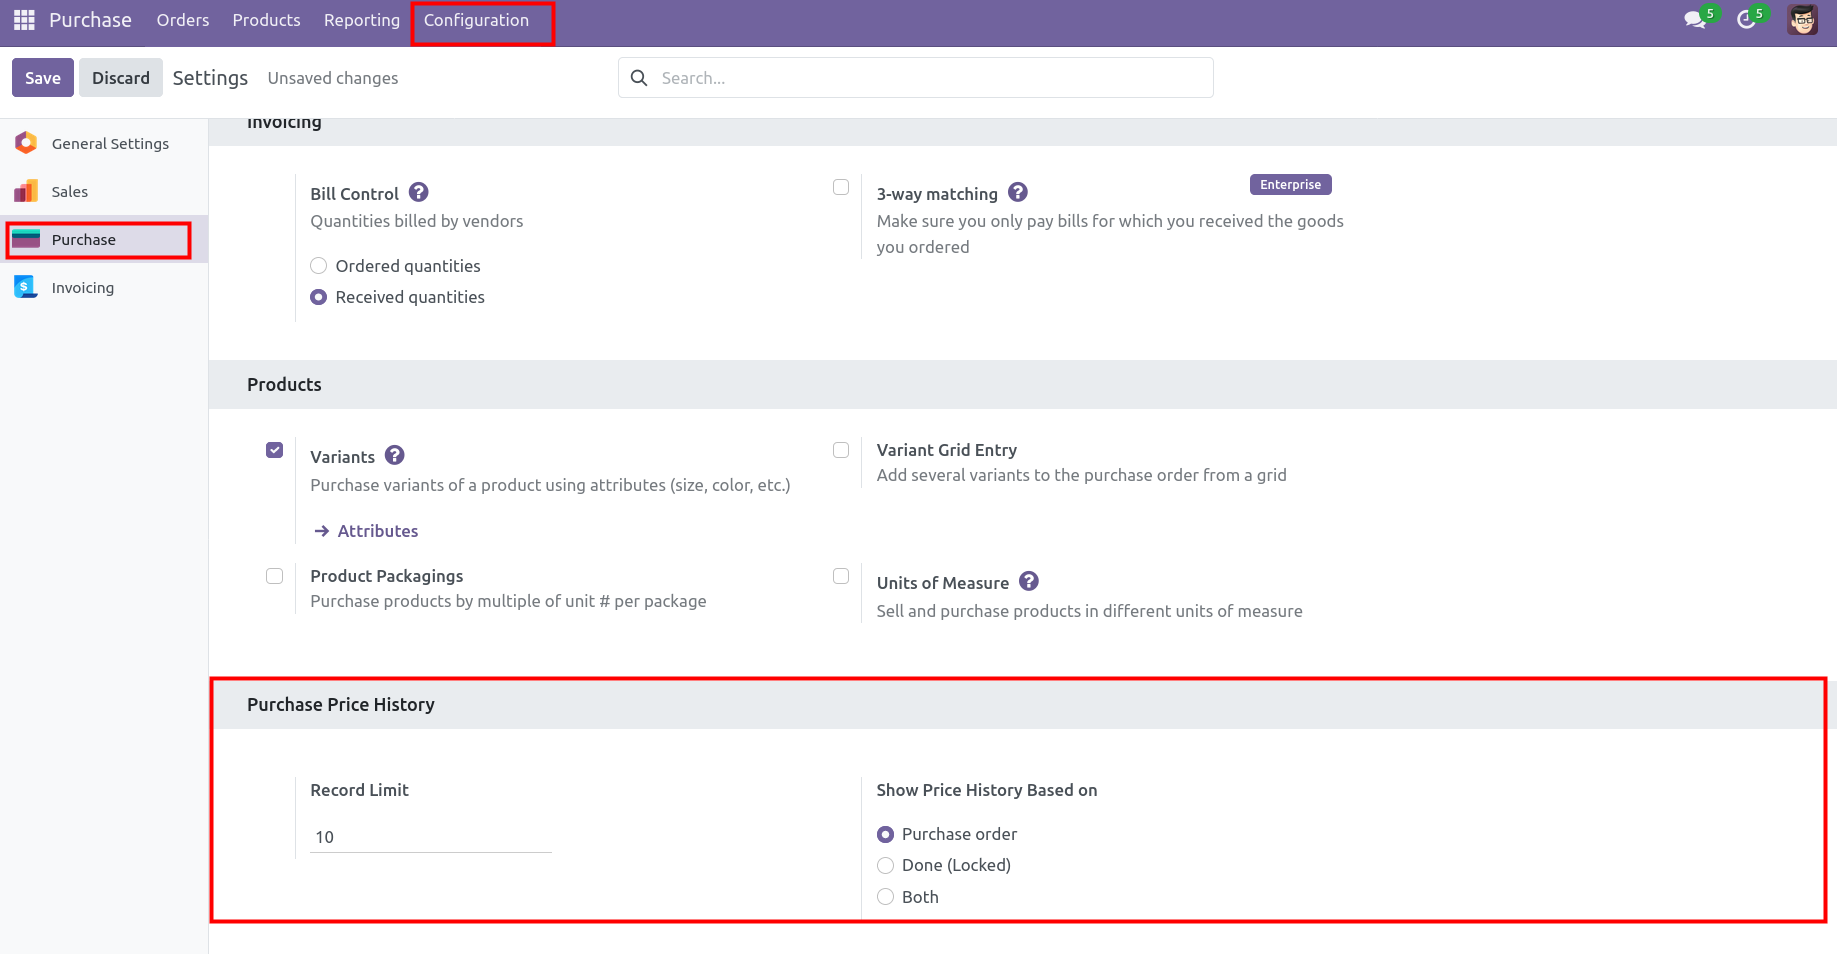 Purchase Orders Products Reporting Configuration 5 5
Save Discard Settings Unsaved changes Search...
General Settings
Sales
Purchase
Invoicing
Invoicing
Bill Control ?
Quantities billed by vendors
Ordered quantities
Received quantities
3-way matching ? Enterprise
Make sure you only pay bills for which you received the goods
you ordered
Products
Variants ?
Purchase variants of a product using attributes (size, color, etc.)
→ Attributes
Variant Grid Entry
Add several variants to the purchase order from a grid
Product Packagings
Purchase products by multiple of unit # per package
Units of Measure ?
Sell and purchase products in different units of measure
Purchase Price History
Record Limit
10
Show Price History Based on
Purchase order
Done (Locked)
Both